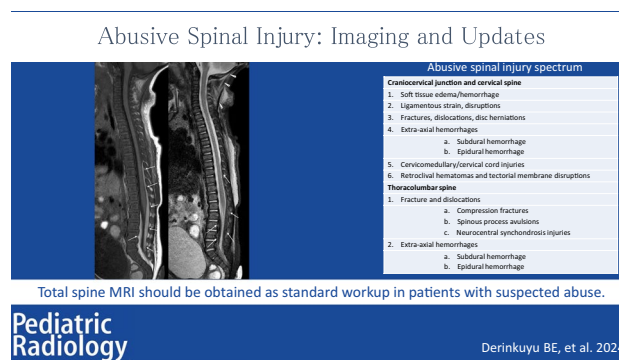 Abusive Spinal Injury: Imaging and Updates
Abusive spinal injury spectrum
Craniocervical junction and cervical spine
1. Soft tissue edema/hemorrhage
2. Ligamentous strain, disruptions
3. Fractures, dislocations, disc herniations
4. Extra-axial hemorrhages
a. Subdural hemorrhage
b. Epidural hemorrhage
5. Cervicomedullary/cervical cord injuries
6. Retroclival hematomas and tectorial membrane disruptions
Thoracolumbar spine
1. Fracture and dislocations
a. Compression fractures
b. Spinous process avulsions
c. Neurocentral synchondrosis injuries
2. Extra-axial hemorrhages
a. Subdural hemorrhage
b. Epidural hemorrhage
Total spine MRI should be obtained as standard workup in patients with suspected abuse.
Pediatric
Radiology
Derinkuyu BE, et al.